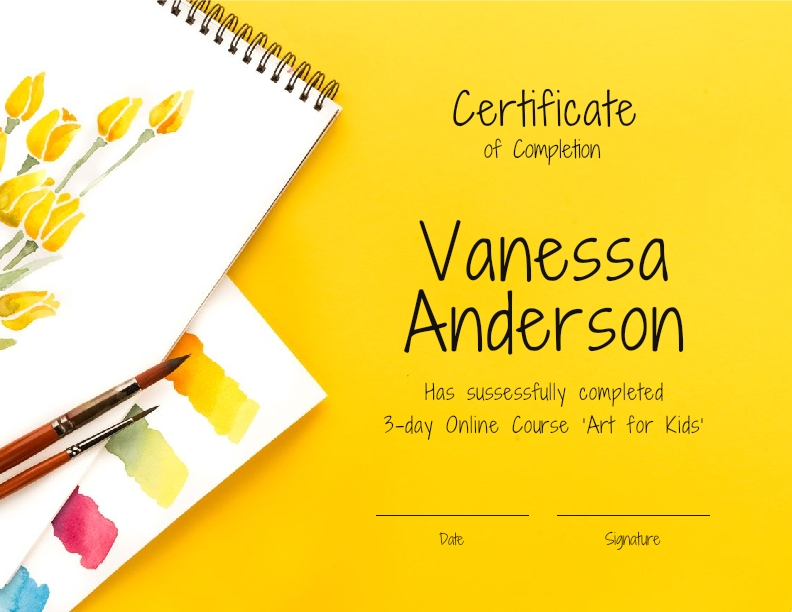 Certificate
of Completion
Vanessa
Anderson
Has sussessfully completed
3-day Online Course 'Art for Kids'
Date
Signature